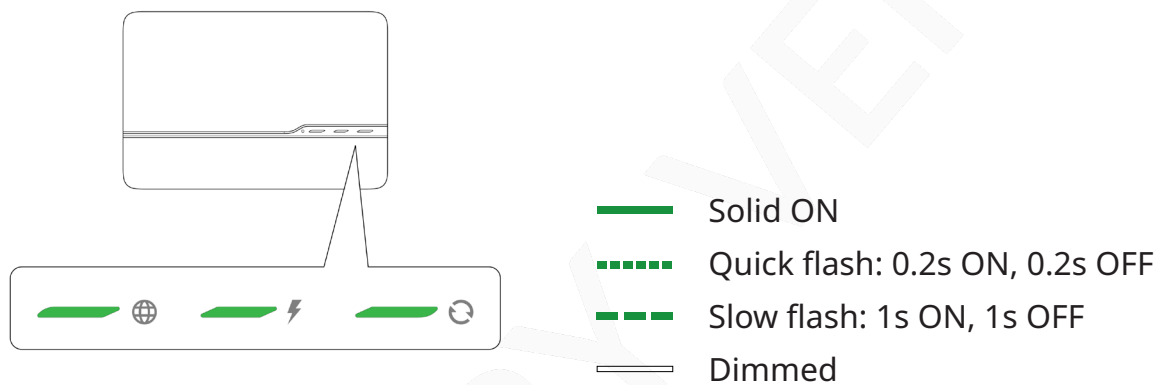 Solid ON
Quick flash: 0.2s ON, 0.2s OFF
Slow flash: 1s ON, 1s OFF
Dimmed